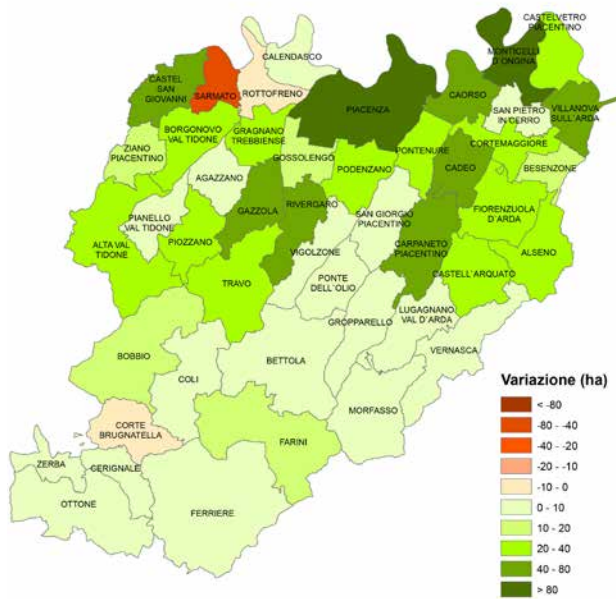 CASTELVETRO
PIACENTINO
MONTICELLI
D'ONGINA
CALENDASCO
CASTEL
SAN
GIOVANNI
SARMATO
ROTTOFRENO
PIACENZA
CAORSO
SAN PIETRO
IN CERRO
VILLANOVA
SULL'ARDA
BORGONOVO
VAL TIDONE
GRAGNANO
TREBBIENSE
ZIANO
PIACENTINO
GOSSOLENGO
PODENZANO
PONTENURE
CORTEMAGGIORE
CADEO
BESENZONE
AGAZZANO
GAZZOLA
RIVERGARO
SAN GIORGIO
PIACENTINO
FIORENZUOLA
D'ARDA
PIANELLO
VAL TIDONE
ALTA VAL
TIDONE
PIOZZANO
VIGOLZONE
CARPANETO
PIACENTINO
ALSENO
TRAVO
PONTE
DELL'OLIO
CASTELL'ARQUATO
GROPPARELLO
LUGAGNANO
VAL D'ARDA
BOBBIO
COLI
BETTOLA
VERNASCA
MORFASSO
CORTE
BRUGNATELLA
FARINI
ZERBA
CERIGNALE
OTTONE
FERRIERE
Variazione (ha)
< -80
-80 - -40
-40 - -20
-20 - -10
-10 - 0
0 - 10
10 - 20
20 - 40
40 - 80
> 80